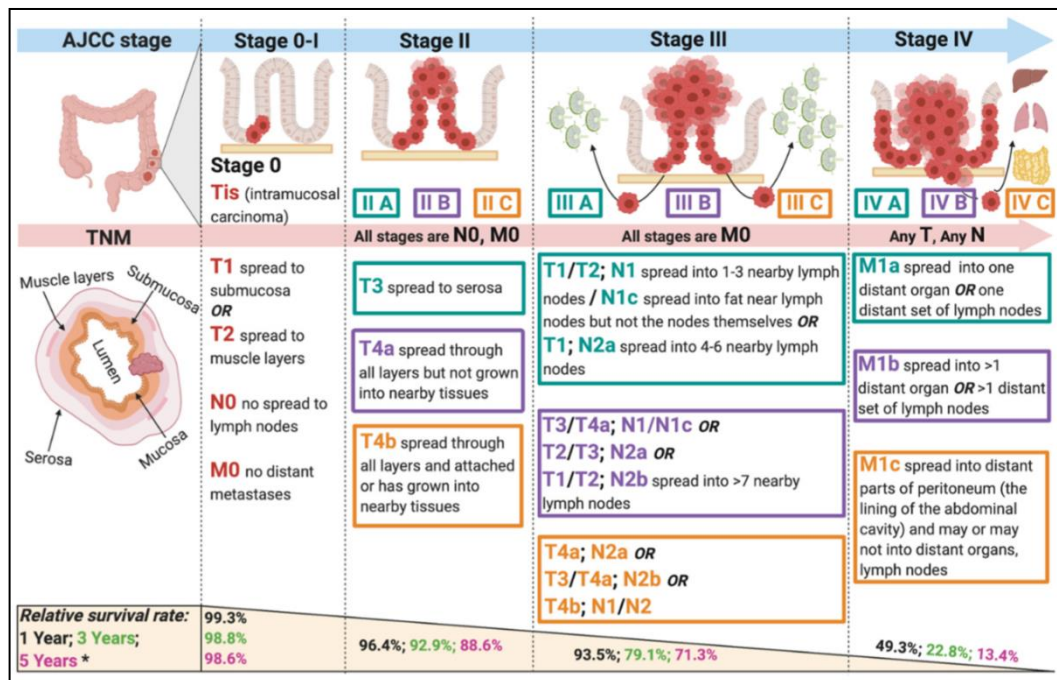 AJCC stage
Stage 0-I
Stage II
Stage III
Stage IV
Stage 0
Tis (intramucosal
carcinoma)
II A
II B
II C
III A
III B
III C
IV A
IV B
IV C
TNM
All stages are N0, M0
All stages are M0
Any T, Any N
Muscle layers
Submucosa
Lumen
Serosa
Mucosa
T1 spread to
submucosa
OR
T2 spread to
muscle layers
N0 no spread to
lymph nodes
M0 no distant
metastases
T3 spread to serosa
T4a spread through
all layers but not grown
into nearby tissues
T4b spread through
all layers and attached
or has grown into
nearby tissues
T1/T2; N1 spread into 1-3 nearby lymph
nodes / N1c spread into fat near lymph
nodes but not the nodes themselves OR
T1; N2a spread into 4-6 nearby lymph
nodes
T3/T4a; N1/N1c OR
T2/T3; N2a OR
T1/T2; N2b spread into >7 nearby
lymph nodes
T4a; N2a OR
T3/T4a; N2b OR
T4b; N1/N2
M1a spread into one
distant organ OR one
distant set of lymph nodes
M1b spread into >1
distant organ OR >1 distant
set of lymph nodes
M1c spread into distant
parts of peritoneum (the
lining of the abdominal
cavity) and may or may
not into distant organs,
lymph nodes
Relative survival rate:
1 Year; 3 Years;
5 Years *
99.3%
98.8%
98.6%
96.4%; 92.9%; 88.6%
93.5%; 79.1%; 71.3%
49.3%; 22.8%; 13.4%